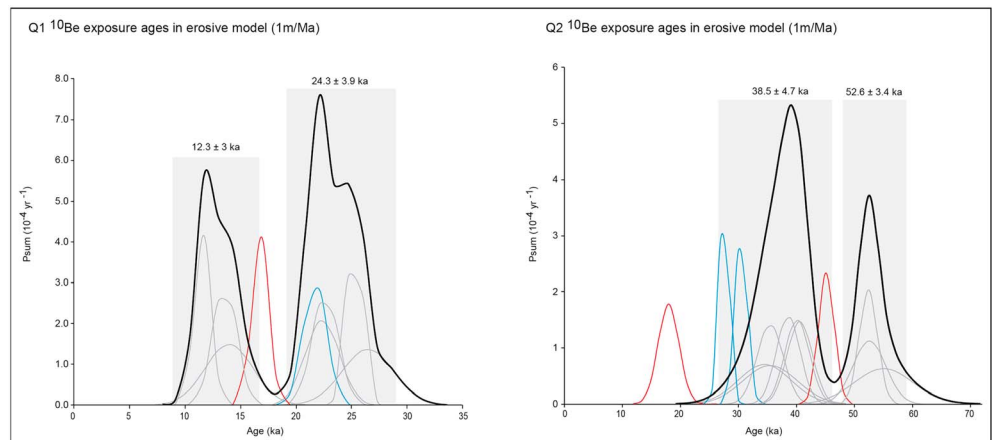 Q1 10Be exposure ages in erosive model (1m/Ma)
8.0
7.0
6.0
5.0
4.0
3.0
2.0
1.0
0.0
Psum (10-4 yr -1)
12.3 ± 3 ka
24.3 ± 3.9 ka
0 5 10 15 20 25 30 35
Age (ka)
Q2 10Be exposure ages in erosive model (1m/Ma)
6
5
4
3
2
1
0
Psum (10-4 yr -1)
38.5 ± 4.7 ka
52.6 ± 3.4 ka
0 20 30 40 50 60 70
Age (ka)